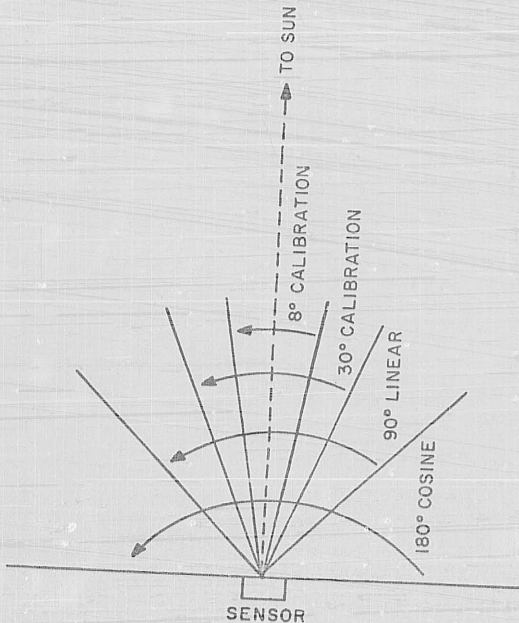 TO SUN
8° CALIBRATION
30° CALIBRATION
90° LINEAR
180° COSINE
SENSOR